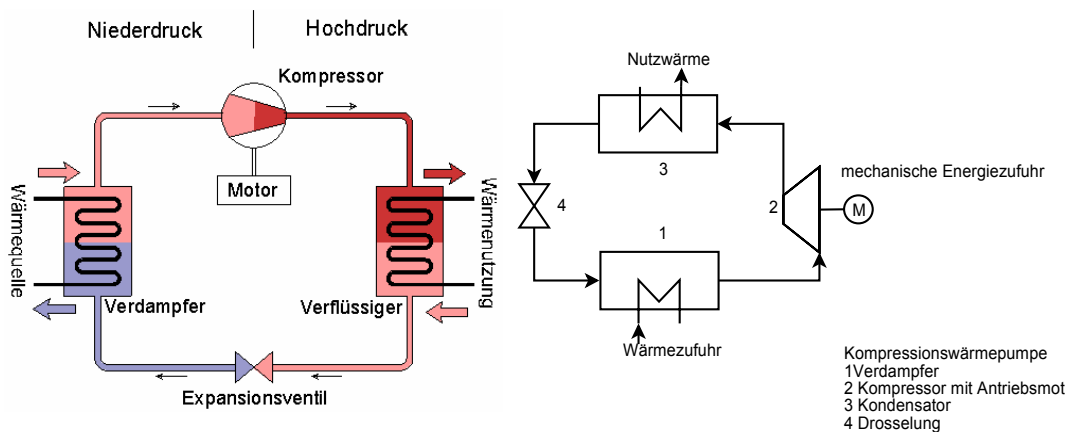 Niederdruck
Hochdruck
Kompressor
Motor
Wärmequelle
Wärmenutzung
Verdampfer
Verflüssiger
Expansionsventil
Nutzwärme
3
mechanische Energiezufuhr
4
2
M
1
Wärmezufuhr
Kompressionswärmepumpe
1Verdampfer
2 Kompressor mit Antriebsmot
3 Kondensator
4 Drosselung